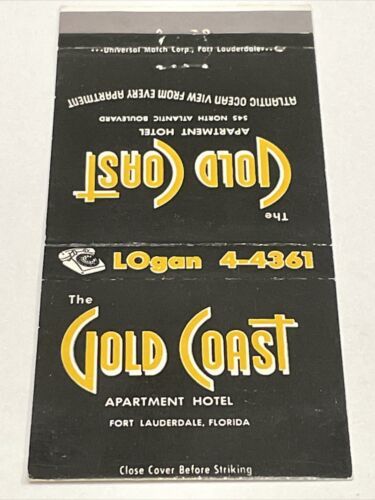 Universal Match Corp., Fort Lauderdale
ATLANTIC OCEAN VIEW FROM EVERY APARTMENT
545 NORTH ATLANTIC BOULEVARD
APARTMENT HOTEL
The
GOLD COAST
LOgan 4-4361
The
GOLD COAST
APARTMENT HOTEL
FORT LAUDERDALE, FLORIDA
Close Cover Before Striking